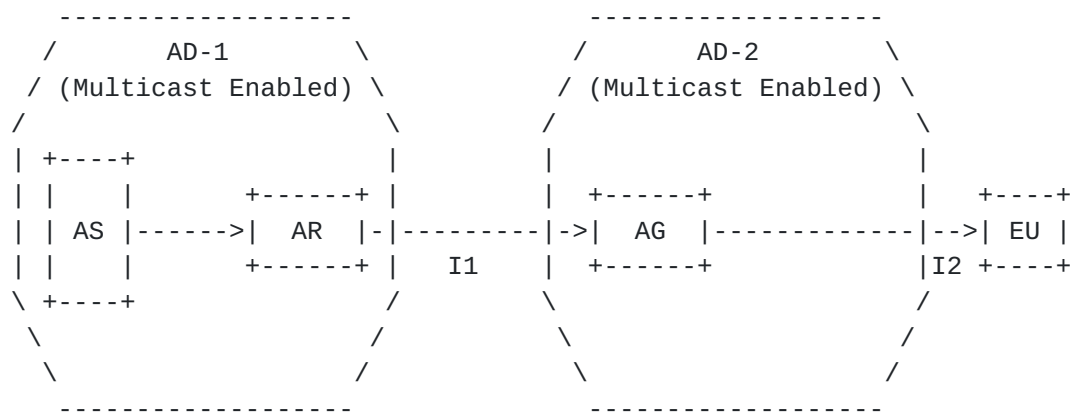 AD-1 AD-2
(Multicast Enabled) (Multicast Enabled)
AS AR AG EU
I1 I2